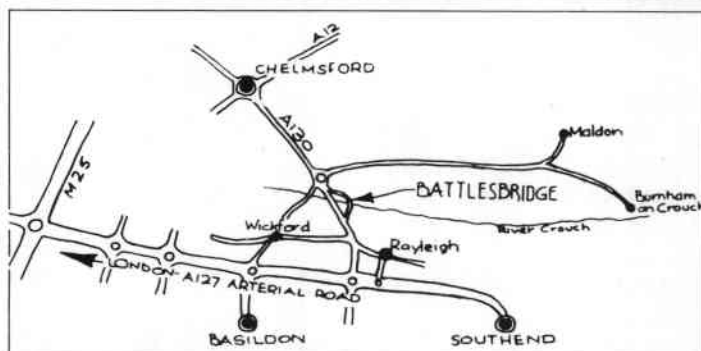 A12
CHELMSFORD
A130
Maldon
M25
BATTLESBRIDGE
Burnham
on Crouch
Wickford
River Crouch
Rayleigh
LONDON-A127 ARTERIAL ROAD
BASILDON
SOUTHEND